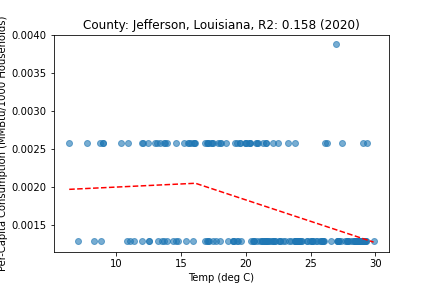 County: Jefferson, Louisiana, R2: 0.158 (2020)
Per-Capita Consumption (MMBtu/1000 Households)
0.0040
0.0035
0.0030
0.0025
0.0020
0.0015
10 15 20 25 30
Temp (deg C)